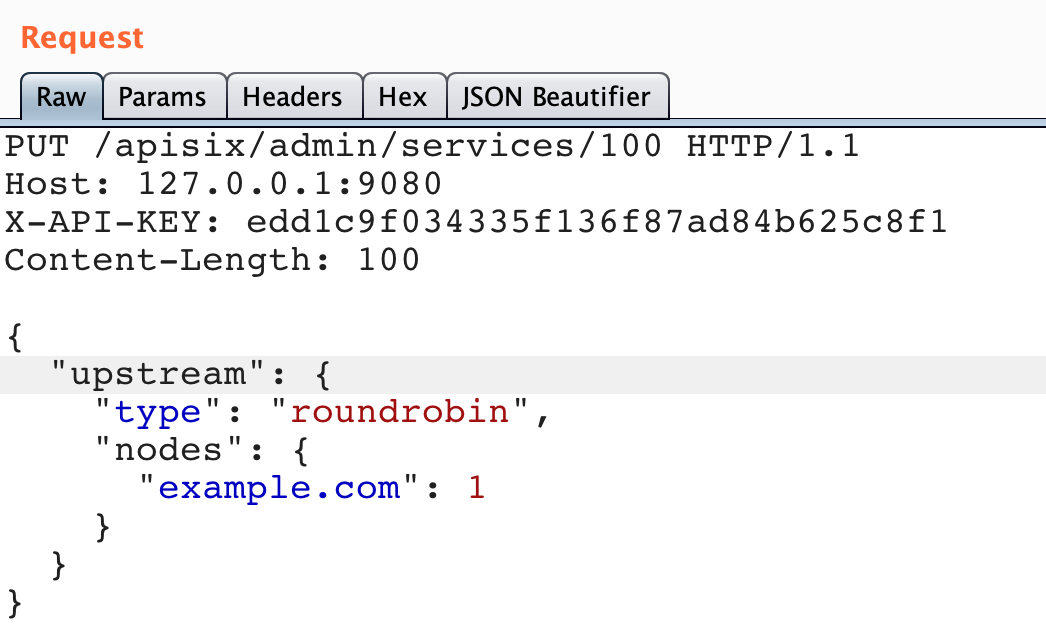 Request
Raw Params Headers Hex JSON Beautifier
PUT /apisix/admin/services/100 HTTP/1.1
Host: 127.0.0.1:9080
X-API-KEY: edd1c9f034335f136f87ad84b625c8f1
Content-Length: 100
{
"upstream": {
"type": "roundrobin",
"nodes": {
"example.com": 1
}
}
}